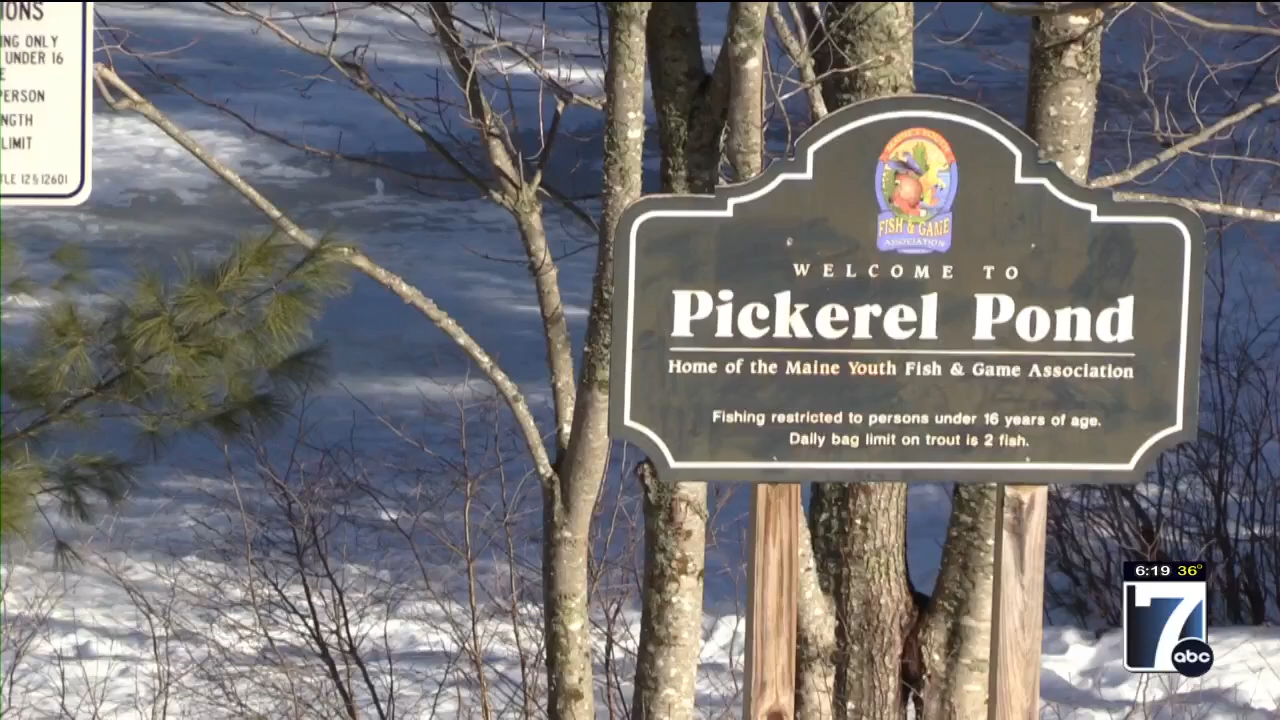 IONS
ING ONLY
UNDER 16
E
PERSON
NGTH
LIMIT
TLE 12 § 12601
FISH & GAME
ASSOCIATION
WELCOME TO
Pickerel Pond
Home of the Maine Youth Fish & Game Association
Fishing restricted to persons under 16 years of age.
Daily bag limit on trout is 2 fish.
6:19 36°
7
abc